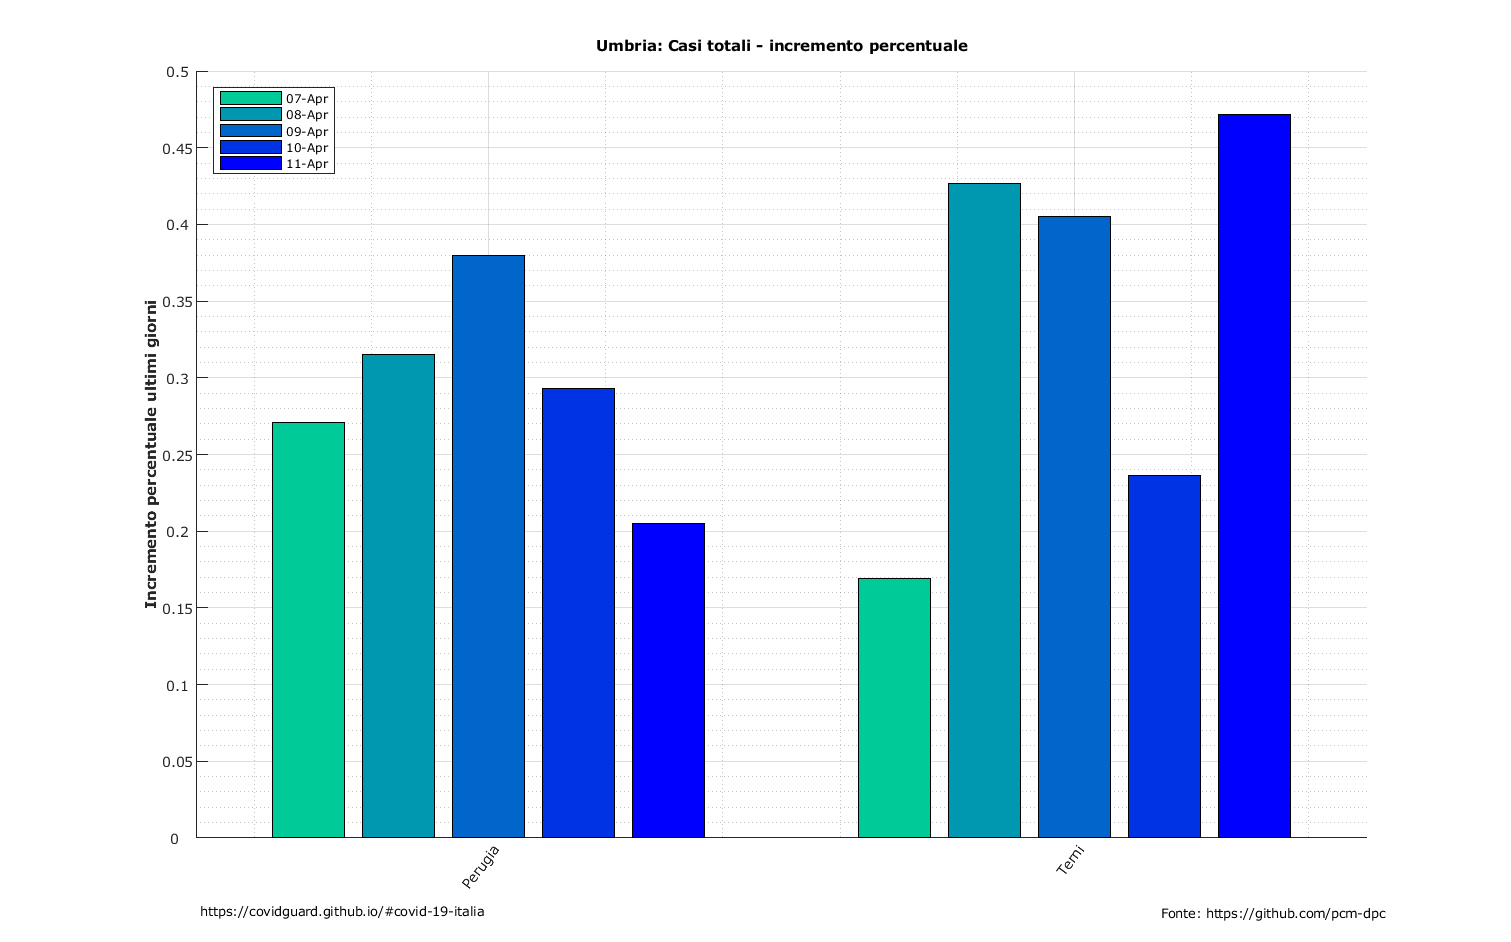 Umbria: Casi totali - incremento percentuale
07-Apr
08-Apr
09-Apr
10-Apr
11-Apr
Incremento percentuale ultimi giorni
0.5
0.45
0.4
0.35
0.3
0.25
0.2
0.15
0.1
0.05
0
Perugia
Terni
https://covidguard.github.io/#covid-19-italia
Fonte: https://github.com/pcm-dpc